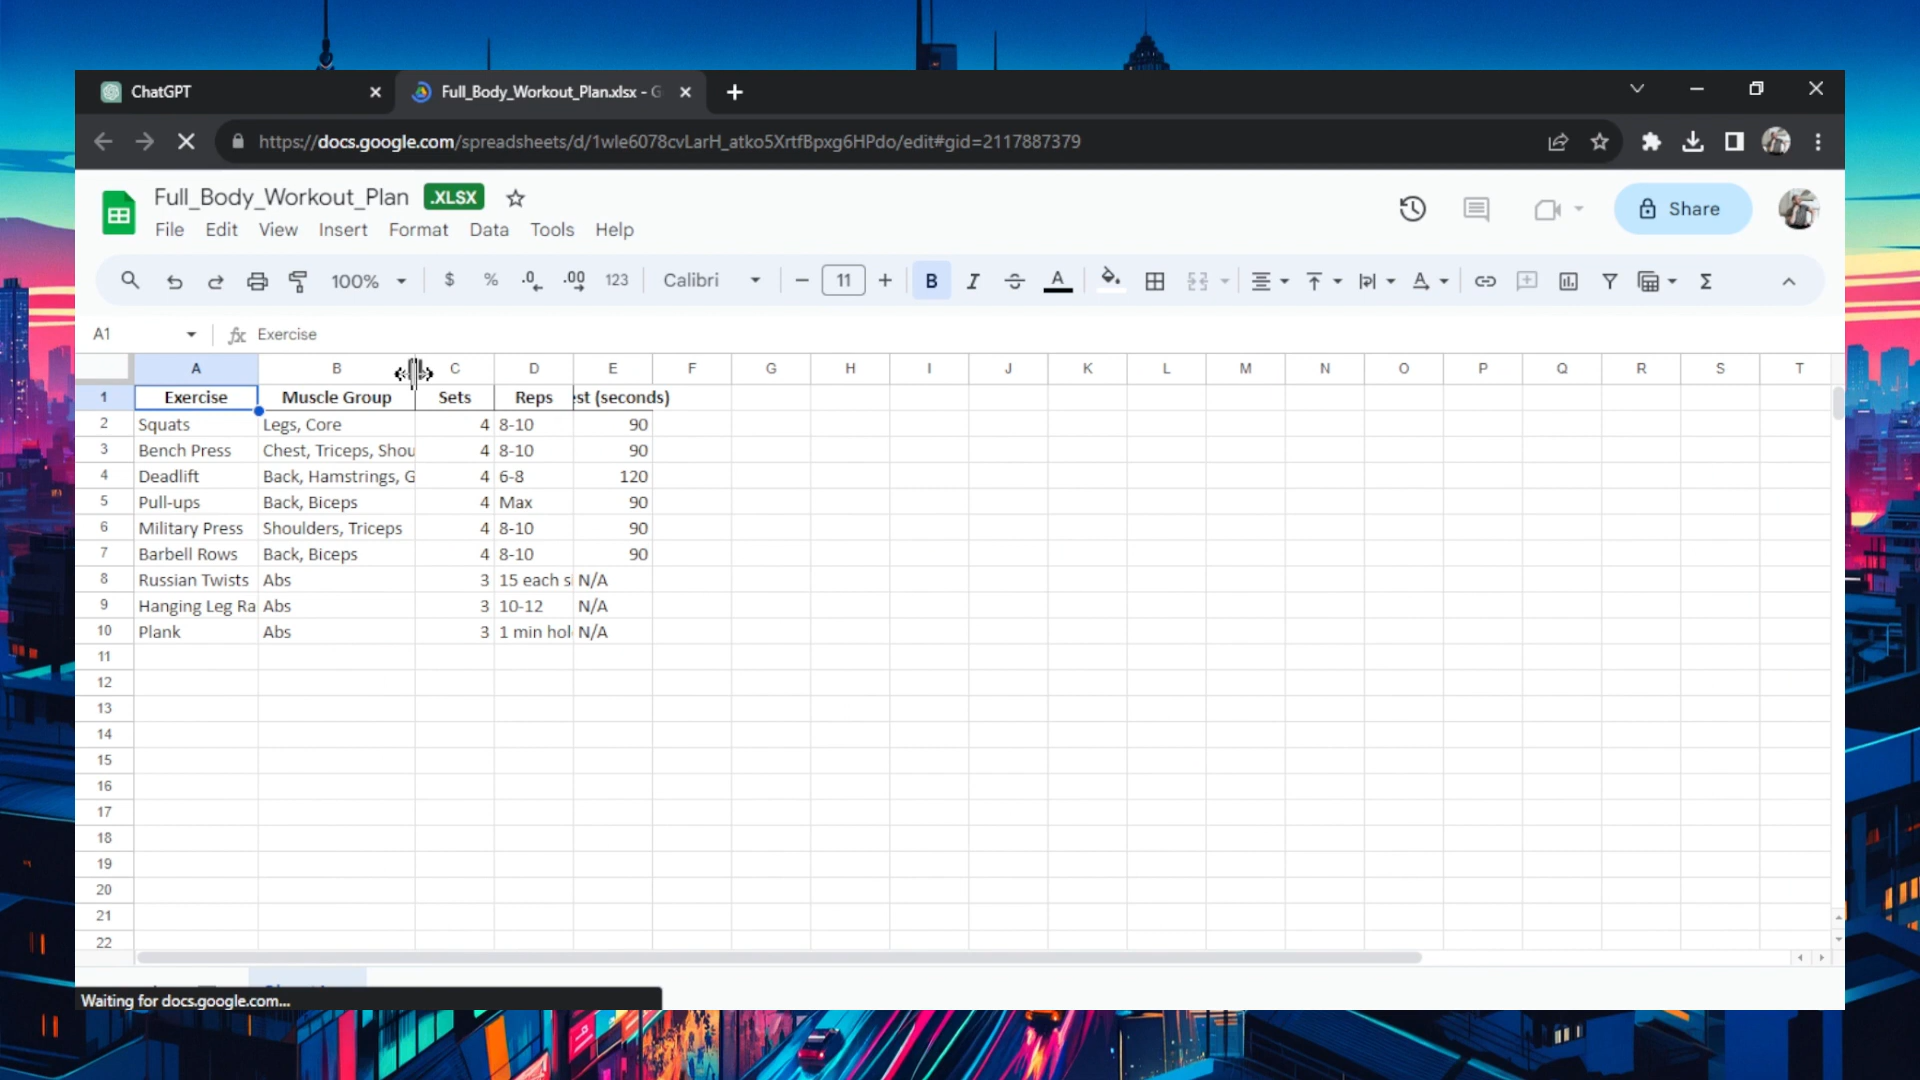 ChatGPT
Full_Body_Workout_Plan.xlsx - G
https://docs.google.com/spreadsheets/d/1wle6078cvLarH_atko5XrtfBpxg6HPdo/edit#gid=2117887379
Full_Body_Workout_Plan .XLSX
File Edit View Insert Format Data Tools Help
Share
100% $ % .0 .00 123 Calibri 11 B I A A Σ
A1 fx Exercise
A B C D E F G H I J K L M N O P Q R S T
1 Exercise Muscle Group Sets Reps est (seconds)
2 Squats Legs, Core 4 8-10 90
3 Bench Press Chest, Triceps, Shou 4 8-10 90
4 Deadlift Back, Hamstrings, G 4 6-8 120
5 Pull-ups Back, Biceps 4 Max 90
6 Military Press Shoulders, Triceps 4 8-10 90
7 Barbell Rows Back, Biceps 4 8-10 90
8 Russian Twists Abs 3 15 each s N/A
9 Hanging Leg Ra Abs 3 10-12 N/A
10 Plank Abs 3 1 min hol N/A
11
12
13
14
15
16
17
18
19
20
21
22
Waiting for docs.google.com...